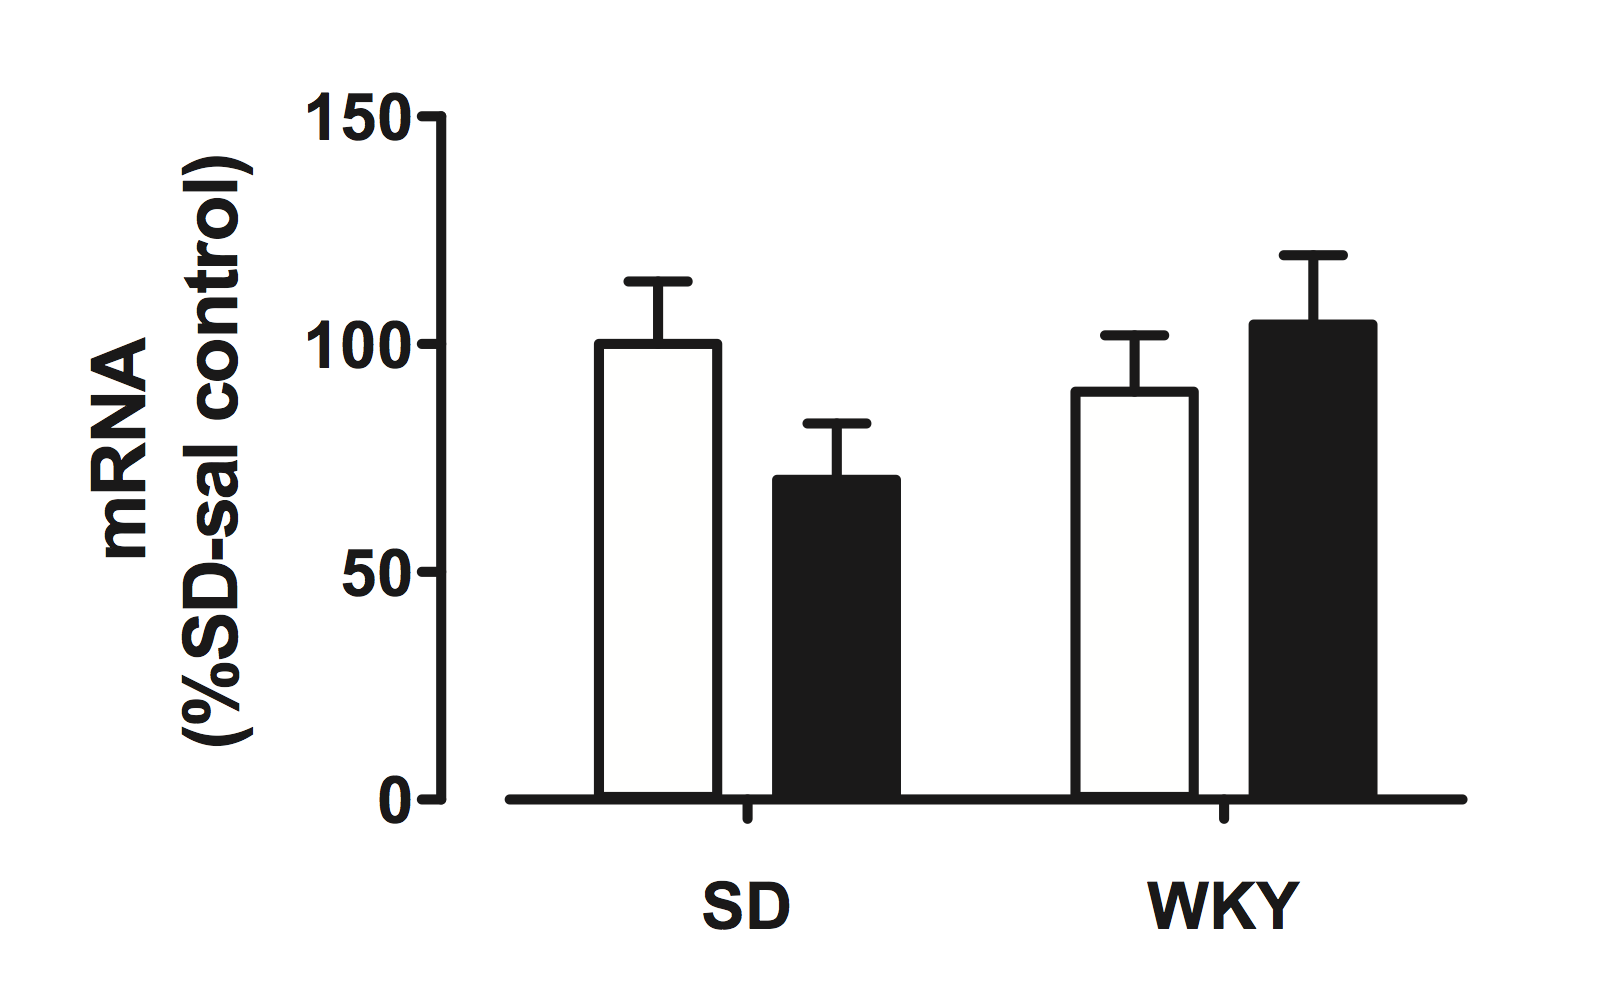 mRNA
(%SD-sal control)
150
100
50
0
SD
WKY